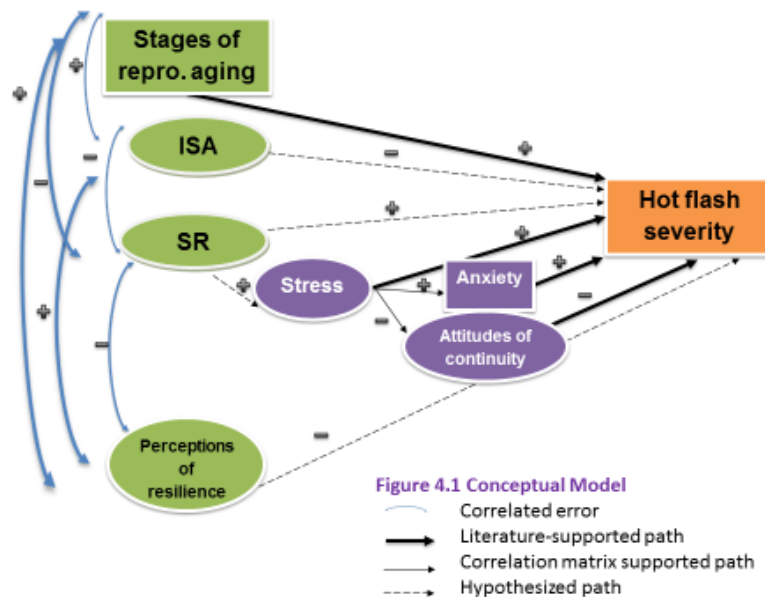 Stages of
repro. aging
ISA
SR
Stress
Anxiety
Attitudes of
continuity
Perceptions
of
resilience
Hot flash
severity
+
+
-
-
+
-
-
+
+
+
+
-
+
+
-
-
Figure 4.1 Conceptual Model
Correlated error
Literature-supported path
Correlation matrix supported path
Hypothesized path